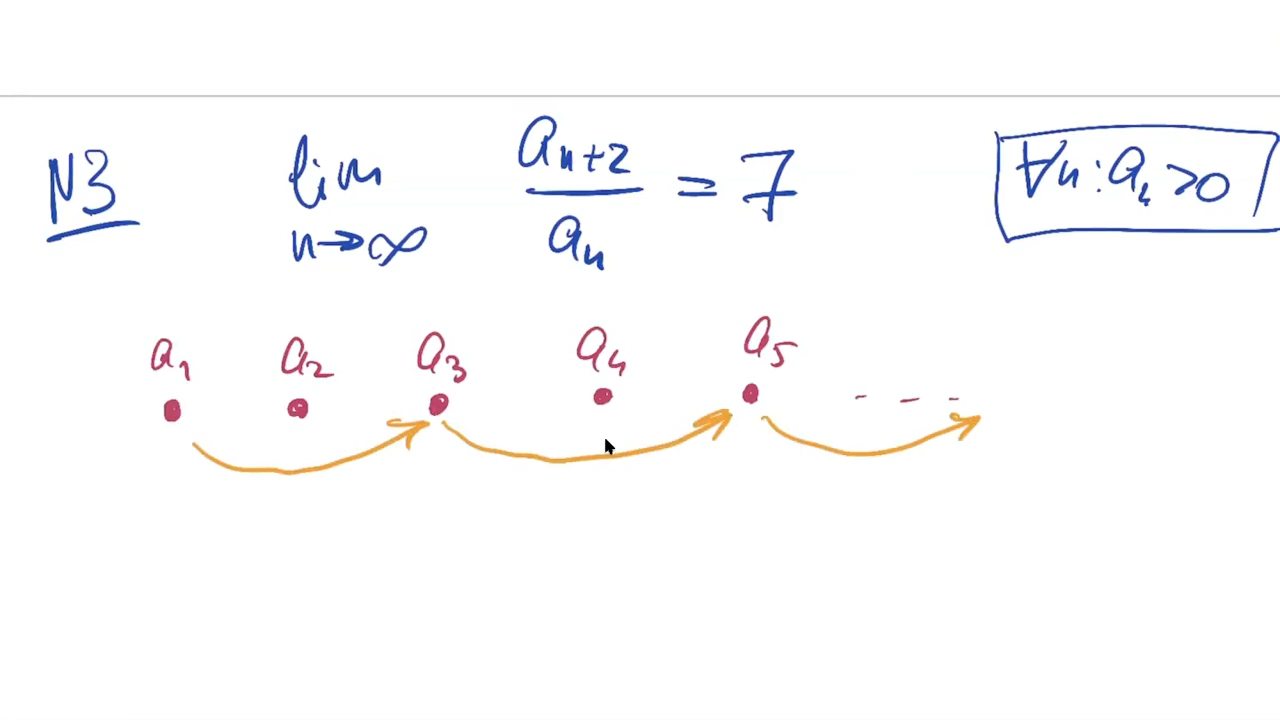 N3 lim n→∞ a_{n+2}/a_n = 7 ∀n: a_n >0
a_1 a_2 a_3 a_4 a_5 - - -